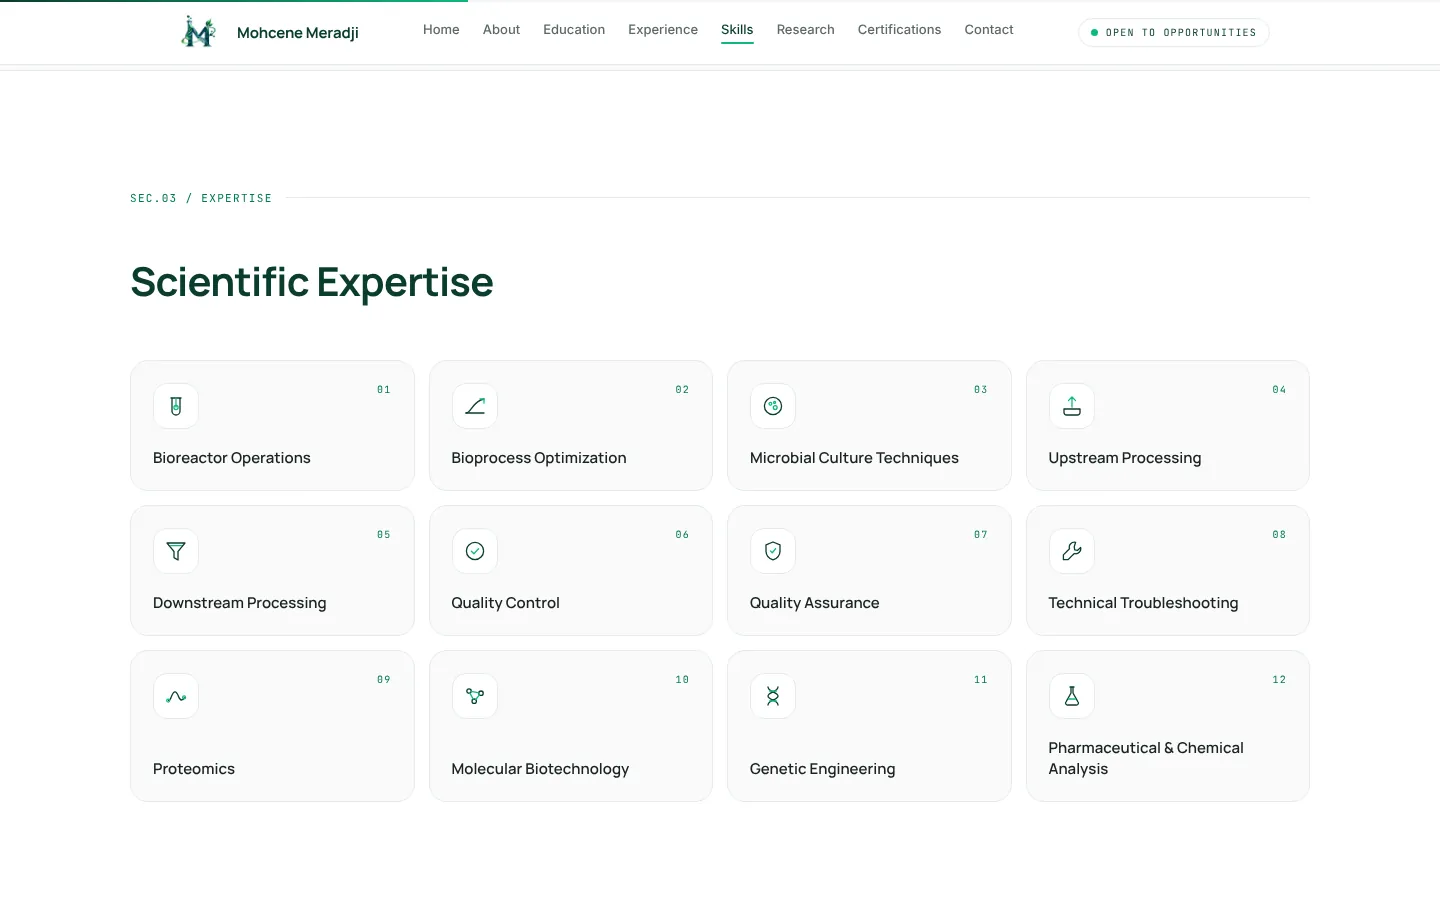 M
Mohcene Meradji
Home
About
Education
Experience
Skills
Research
Certifications
Contact
OPEN TO OPPORTUNITIES
SEC.03 / EXPERTISE
Scientific Expertise
01
Bioreactor Operations
02
Bioprocess Optimization
03
Microbial Culture Techniques
04
Upstream Processing
05
Downstream Processing
06
Quality Control
07
Quality Assurance
08
Technical Troubleshooting
09
Proteomics
10
Molecular Biotechnology
11
Genetic Engineering
12
Pharmaceutical & Chemical
Analysis